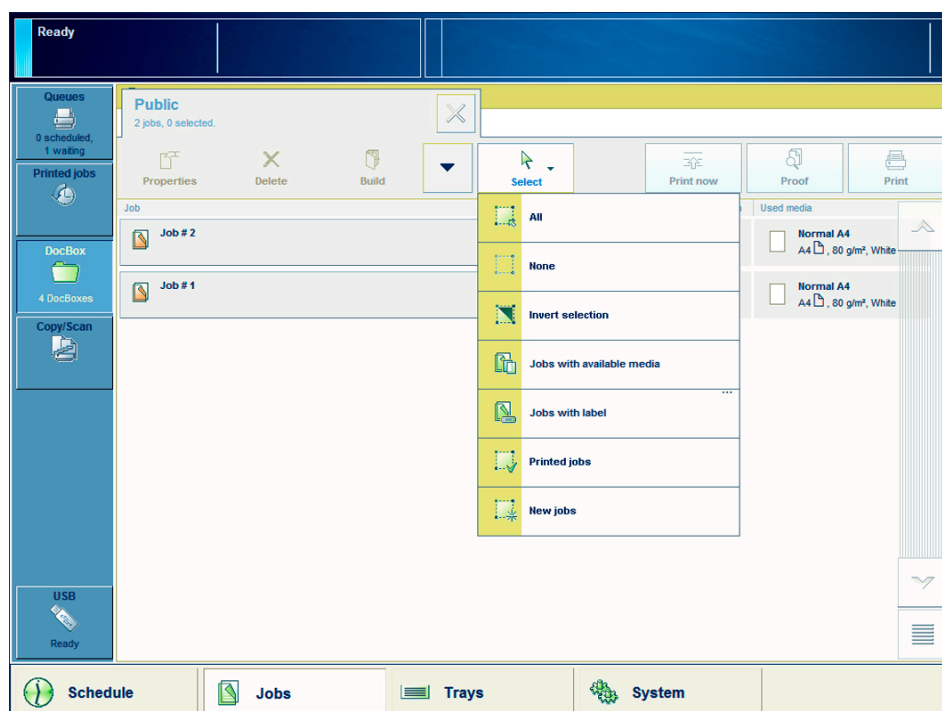 Ready
Queues
0 scheduled,
1 waiting
Printed jobs
DocBox
4 DocBoxes
Copy/Scan
USB
Ready
Public
2 jobs, 0 selected.
Properties
Delete
Build
Select
Print now
Proof
Print
Job
Used media
Job # 2
Normal A4
A4 , 80 g/m², White
Job # 1
Normal A4
A4 , 80 g/m², White
All
None
Invert selection
Jobs with available media
...
Jobs with label
Printed jobs
New jobs
Schedule
Jobs
Trays
System